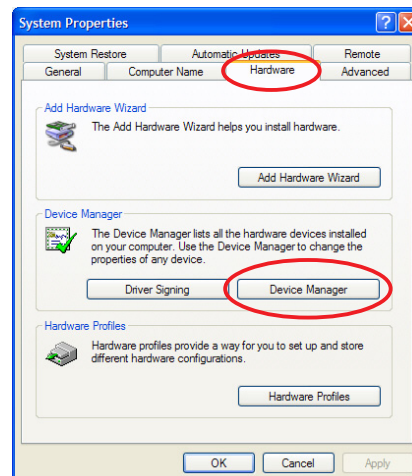 System Properties
System Restore Automatic Updates Remote
General Computer Name Hardware Advanced
Add Hardware Wizard
The Add Hardware Wizard helps you install hardware.
Add Hardware Wizard
Device Manager
The Device Manager lists all the hardware devices installed
on your computer. Use the Device Manager to change the
properties of any device.
Driver Signing Device Manager
Hardware Profiles
Hardware profiles provide a way for you to set up and store
different hardware configurations.
Hardware Profiles
OK Cancel Apply